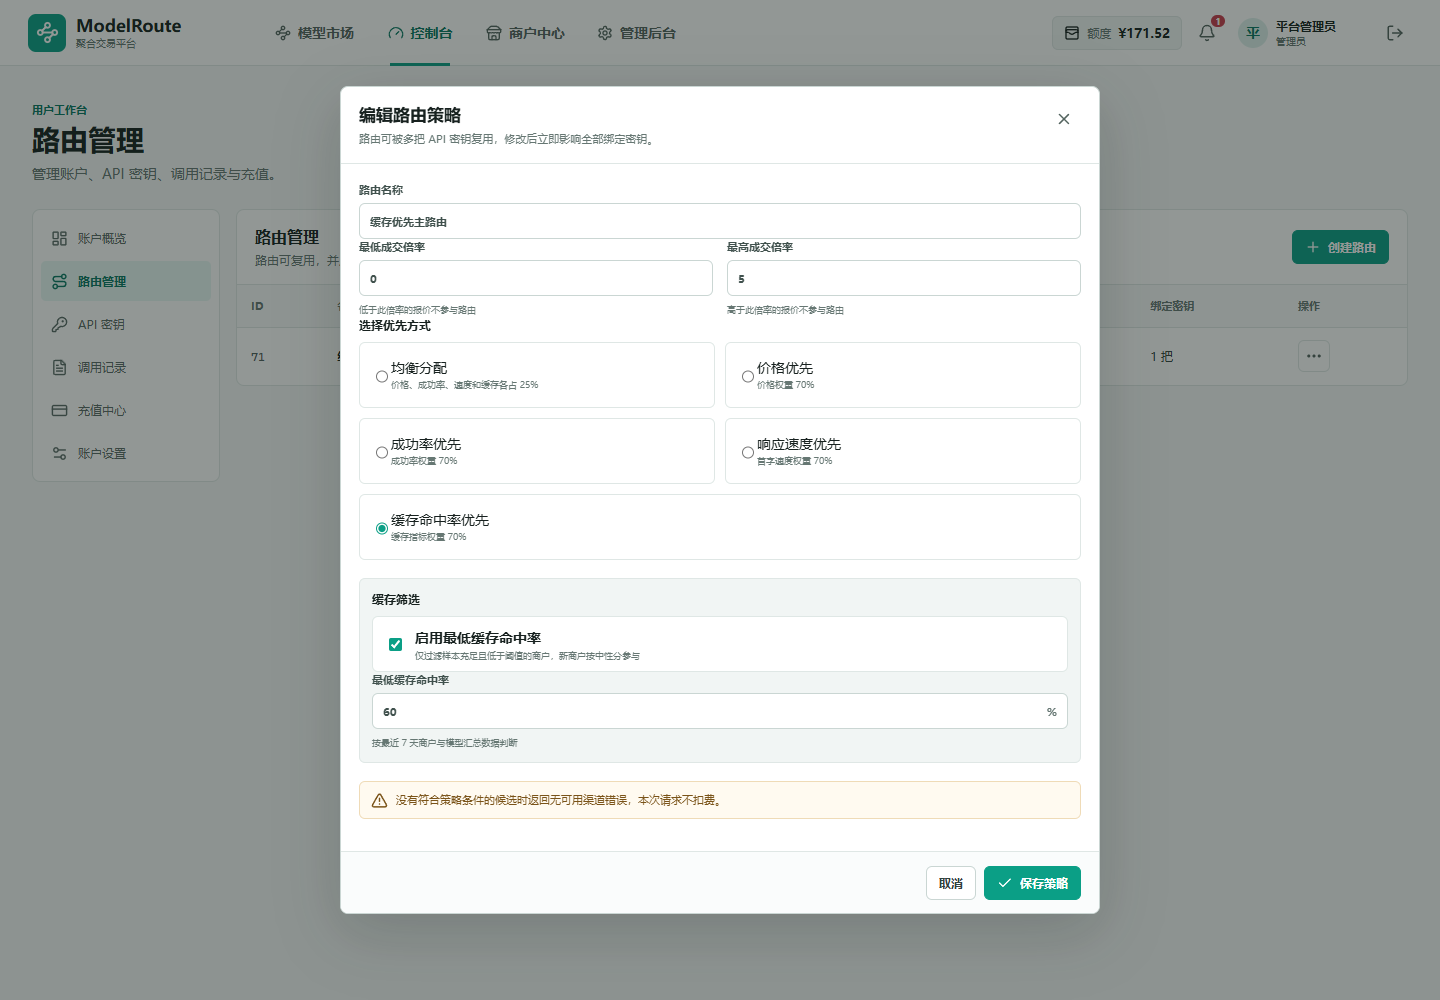 ModelRoute
聚合交易平台
模型市场
控制台
商户中心
管理后台
额度 ¥171.52
1
平
平台管理员
管理员
用户工作台
路由管理
管理账户、API 密钥、调用记录与充值。
账户概览
路由管理
API 密钥
调用记录
充值中心
账户设置
路由管理
路由可复用，并
创建路由
ID
绑定密钥
操作
71
1 把
编辑路由策略
路由可被多把 API 密钥复用，修改后立即影响全部绑定密钥。
路由名称
缓存优先主路由
最低成交倍率
最高成交倍率
0
5
低于此倍率的报价不参与路由
高于此倍率的报价不参与路由
选择优先方式
均衡分配
价格、成功率、速度和缓存各占 25%
价格优先
价格权重 70%
成功率优先
成功率权重 70%
响应速度优先
首字速度权重 70%
缓存命中率优先
缓存指标权重 70%
缓存筛选
启用最低缓存命中率
仅过滤样本充足且低于阈值的商户，新商户按中性分参与
最低缓存命中率
60
%
按最近 7 天商户与模型汇总数据判断
没有符合策略条件的候选时返回无可用渠道错误，本次请求不扣费。
取消
保存策略